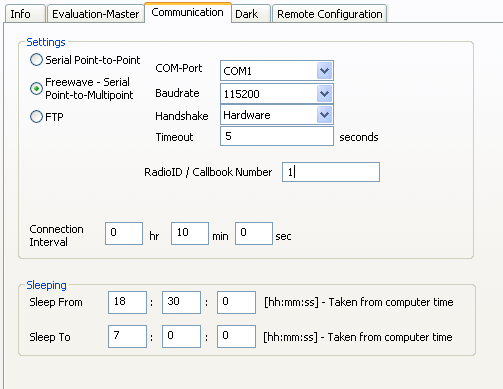 Info Evaluation-Master Communication Dark Remote Configuration
Settings
Serial Point-to-Point
COM-Port COM1
Freewave - Serial
Point-to-Multipoint
Baudrate 115200
FTP
Handshake Hardware
Timeout 5 seconds
RadioID / Callbook Number 1
Connection
Interval
0 hr 10 min 0 sec
Sleeping
Sleep From 18 : 30 : 0 [hh:mm:ss] - Taken from computer time
Sleep To 7 : 0 : 0 [hh:mm:ss] - Taken from computer time